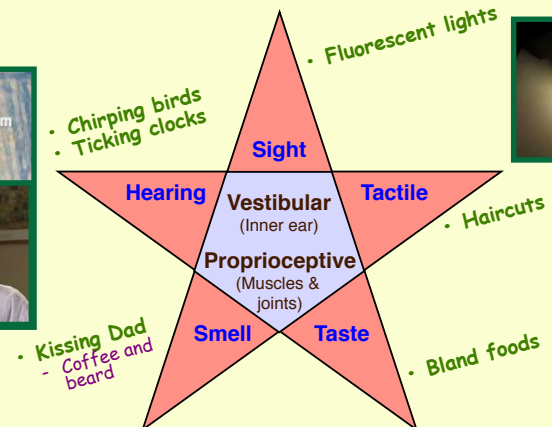 • Fluorescent lights
m
• Chirping birds
• Ticking clocks
Sight
Hearing
Tactile
Vestibular
(Inner ear)
• Haircuts
Proprioceptive
(Muscles &
joints)
Smell
Taste
• Kissing Dad
- Coffee and
beard
• Bland foods